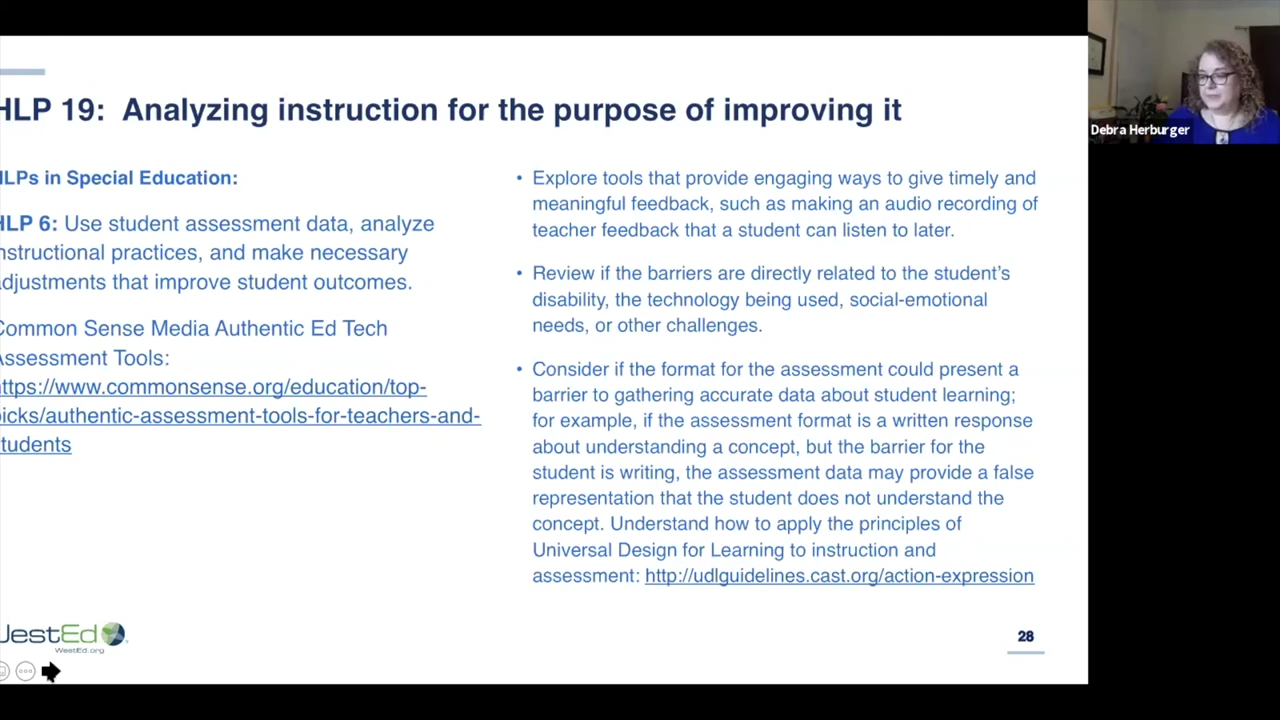 HLP 19: Analyzing instruction for the purpose of improving it
HLPs in Special Education:
HLP 6: Use student assessment data, analyze
instructional practices, and make necessary
adjustments that improve student outcomes.
Common Sense Media Authentic Ed Tech
Assessment Tools:
https://www.commonsense.org/education/top-
picks/authentic-assessment-tools-for-teachers-and-
students
• Explore tools that provide engaging ways to give timely and
meaningful feedback, such as making an audio recording of
teacher feedback that a student can listen to later.
• Review if the barriers are directly related to the student’s
disability, the technology being used, social-emotional
needs, or other challenges.
• Consider if the format for the assessment could present a
barrier to gathering accurate data about student learning;
for example, if the assessment format is a written response
about understanding a concept, but the barrier for the
student is writing, the assessment data may provide a false
representation that the student does not understand the
concept. Understand how to apply the principles of
Universal Design for Learning to instruction and
assessment: http://udlguidelines.cast.org/action-expression
WestEd
WestEd.org
28
Debra Herburger